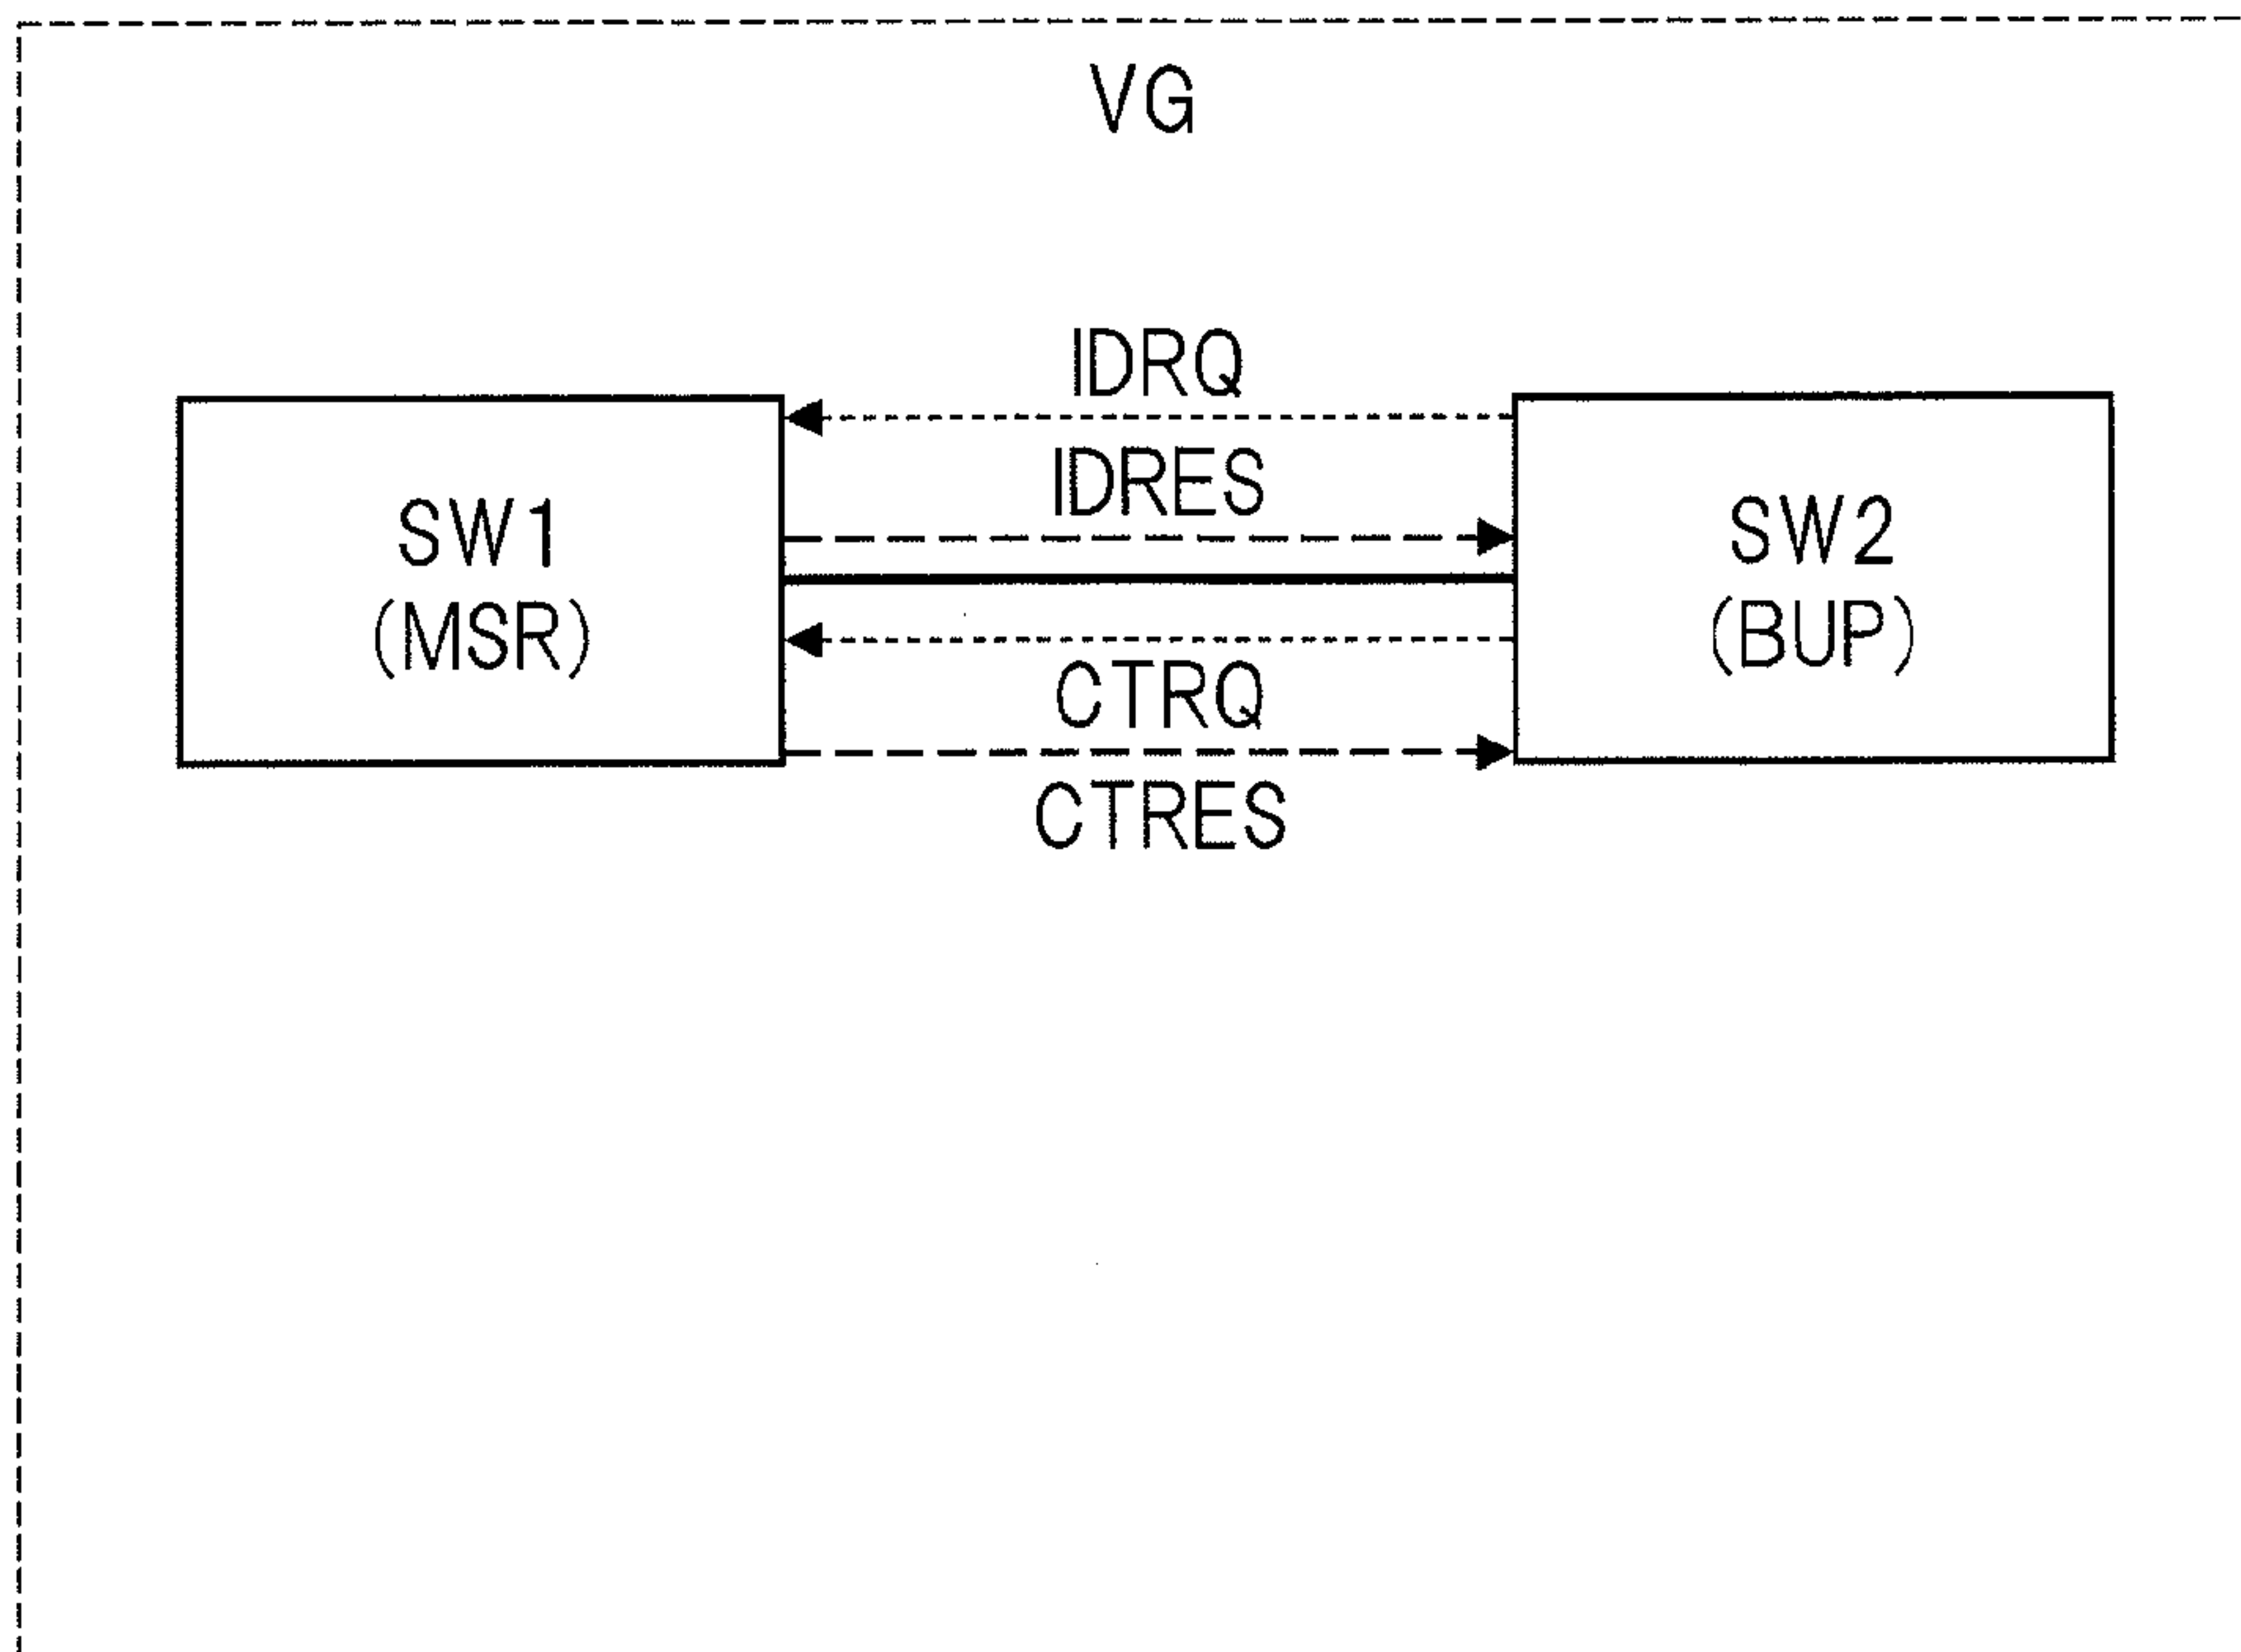 VG
IDRQ
IDRES
SW1
(MSR)
SW2
(BUP)
CTRQ
CTRES